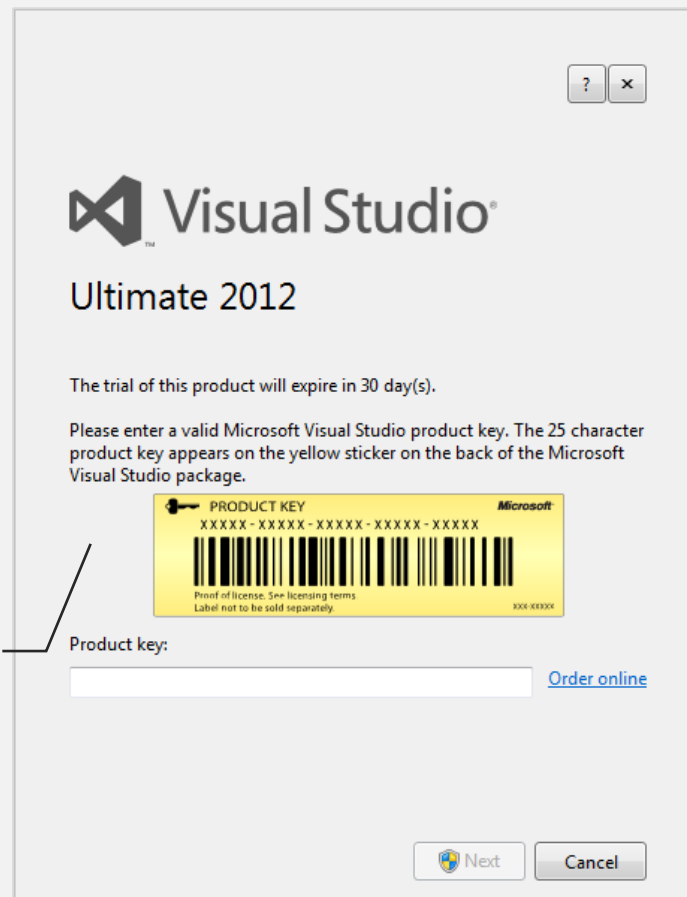 ? ×
Visual Studio®
™
Ultimate 2012
The trial of this product will expire in 30 day(s).
Please enter a valid Microsoft Visual Studio product key. The 25 character
product key appears on the yellow sticker on the back of the Microsoft
Visual Studio package.
PRODUCT KEY Microsoft
XXXXX - XXXXX - XXXXX - XXXXX - XXXXX
Proof of license. See licensing terms
Label not to be sold separately. XXX-XXXXX
Product key:
Order online
Next Cancel